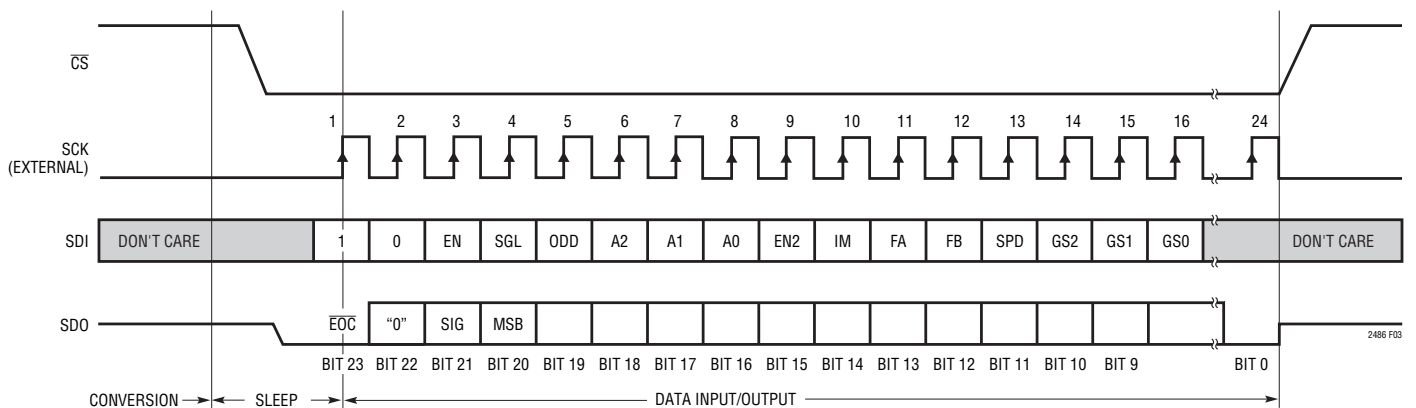 CS
1 2 3 4 5 6 7 8 9 10 11 12 13 14 15 16 24
SCK
(EXTERNAL)
SDI DON'T CARE 1 0 EN SGL ODD A2 A1 A0 EN2 IM FA FB SPD GS2 GS1 GS0 DON'T CARE
SDO EOC “0” SIG MSB
2486 F03
BIT 23 BIT 22 BIT 21 BIT 20 BIT 19 BIT 18 BIT 17 BIT 16 BIT 15 BIT 14 BIT 13 BIT 12 BIT 11 BIT 10 BIT 9 BIT 0
CONVERSION SLEEP DATA INPUT/OUTPUT